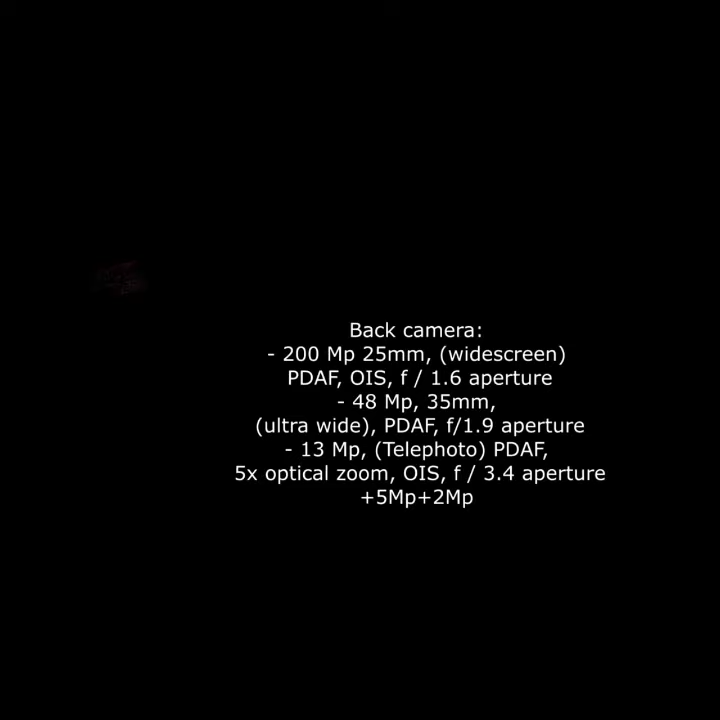 Back camera:
- 200 Mp 25mm, (widescreen)
PDAF, OIS, f / 1.6 aperture
- 48 Mp, 35mm,
(ultra wide), PDAF, f/1.9 aperture
- 13 Mp, (Telephoto) PDAF,
5x optical zoom, OIS, f / 3.4 aperture
+5Mp+2Mp